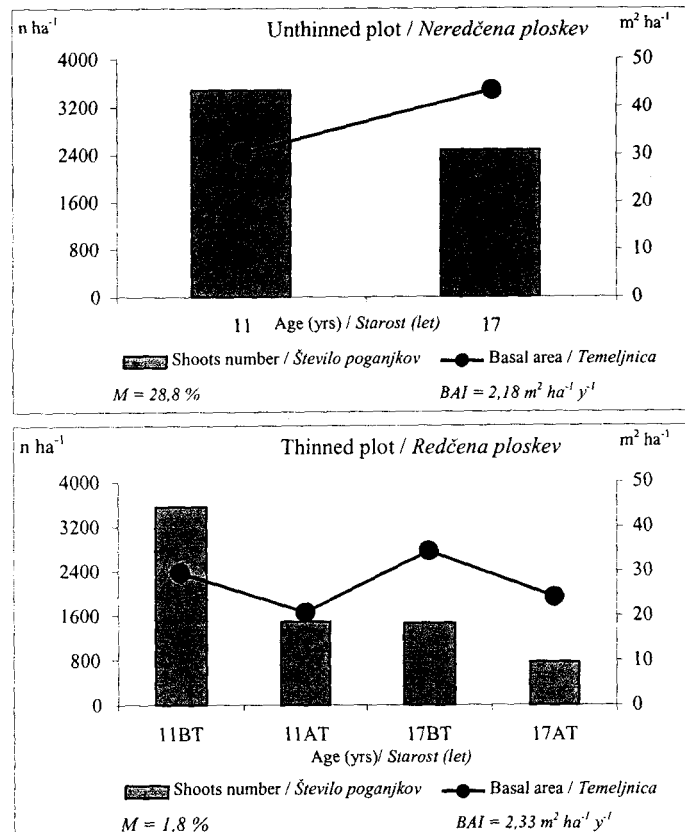 Unthinned plot / Neredčena ploskev
n ha⁻¹
m² ha⁻¹
4000
3200
2400
1600
800
0
50
40
30
20
10
0
11 Age (yrs) / Starost (let) 17
Shoots number / Število poganjkov
Basal area / Temeljnica
M = 28,8 %
BAI = 2,18 m² ha⁻¹ y⁻¹
Thinned plot / Redčena ploskev
n ha⁻¹
m² ha⁻¹
4000
3200
2400
1600
800
0
50
40
30
20
10
0
11BT 11AT 17BT 17AT
Age (yrs)/ Starost (let)
Shoots number / Število poganjkov
Basal area / Temeljnica
M = 1,8 %
BAI = 2,33 m² ha⁻¹ y⁻¹